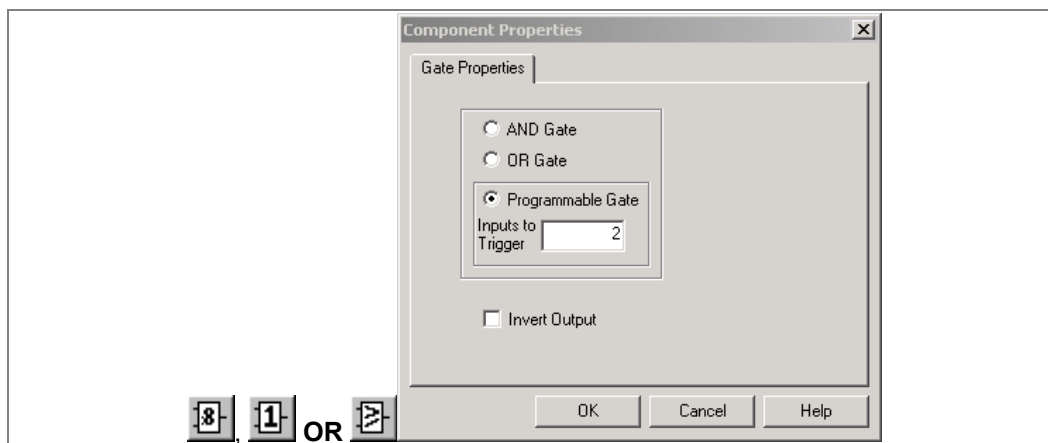 Component Properties
Gate Properties
AND Gate
OR Gate
Programmable Gate
Inputs to
Trigger
2
Invert Output
OK Cancel Help
8, 1 OR >